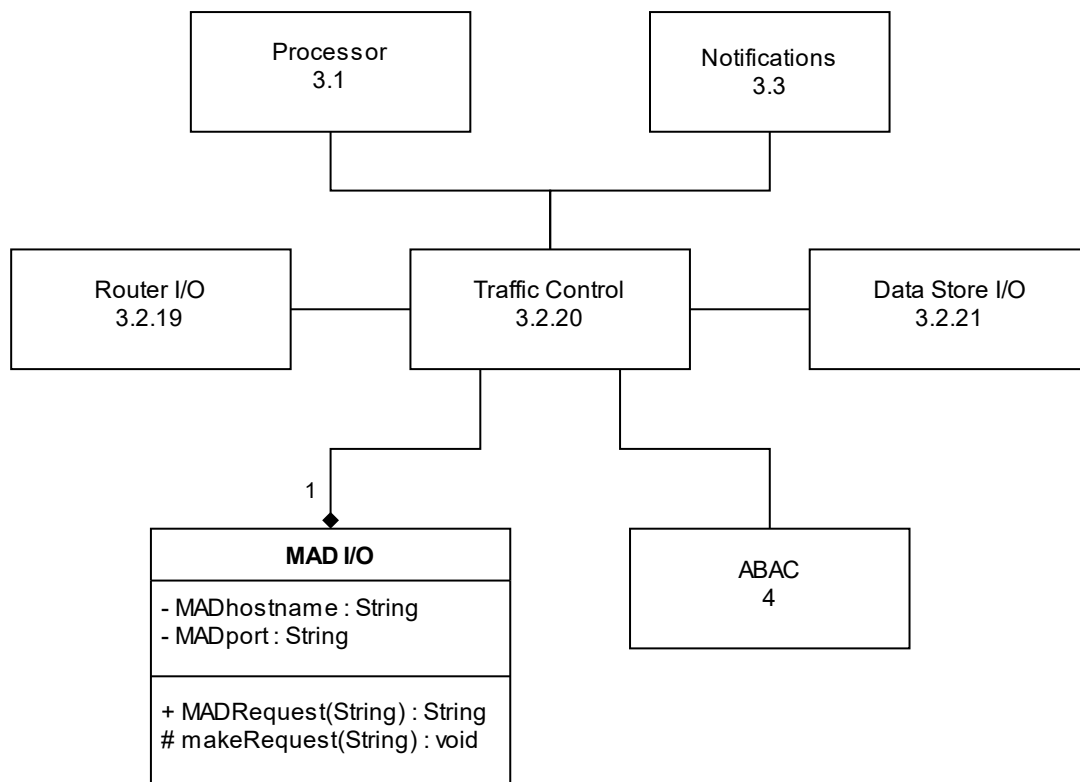 Processor
3.1
Notifications
3.3
Router I/O
3.2.19
Traffic Control
3.2.20
Data Store I/O
3.2.21
1
MAD I/O
- MADhostname : String
- MADport : String
+ MADRequest(String) : String
# makeRequest(String) : void
ABAC
4